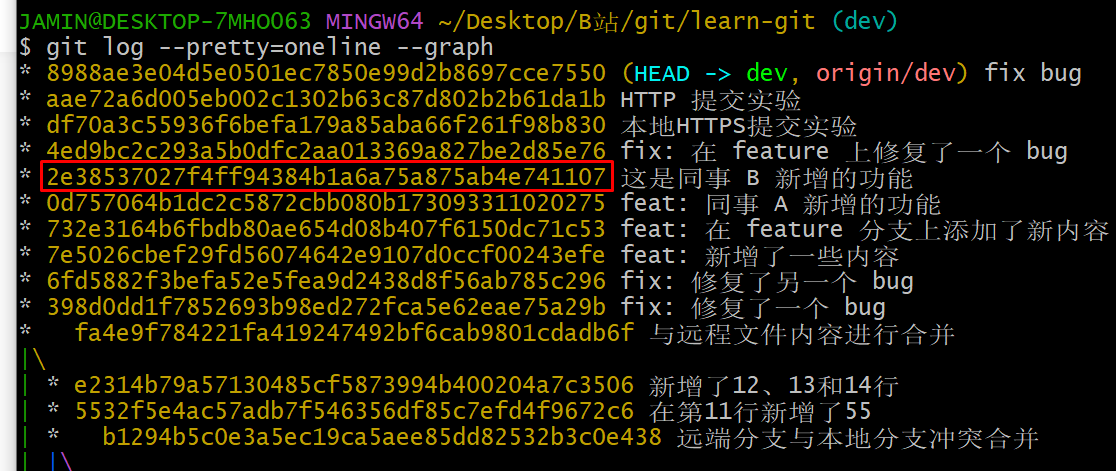 JAMIN@DESKTOP-7MHOO63 MINGW64 ~/Desktop/B站/git/learn-git (dev)
$ git log --pretty=oneline --graph
* 8988ae3e04d5e0501ec7850e99d2b8697cce7550 (HEAD -> dev, origin/dev) fix bug
* aae72a6d005eb002c1302b63c87d802b2b61da1b HTTP 提交实验
* df70a3c55936f6befa179a85aba66f261f98b830 本地HTTPS提交实验
* 4ed9bc2c293a5b0dfc2aa013369a827be2d85e76 fix: 在 feature 上修复了一个 bug
* 2e38537027f4ff94384b1a6a75a875ab4e741107 这是同事 B 新增的功能
* 0d757064b1dc2c5872cbb080b173093311020275 feat: 同事 A 新增的功能
* 732e3164b6fbdb80ae654d08b407f6150dc71c53 feat: 在 feature 分支上添加了新内容
* 7e5026cbef29fd56074642e9107d0ccf00243efe feat: 新增了一些内容
* 6fd5882f3befa52e5fea9d2438d8f56ab785c296 fix: 修复了另一个 bug
* 398d0dd1f7852693b98ed272fca5e62eae75a29b fix: 修复了一个 bug
*   fa4e9f784221fa419247492bf6cab9801cdadb6f 与远程文件内容进行合并
|\
| * e2314b79a57130485cf5873994b400204a7c3506 新增了12、13和14行
| * 5532f5e4ac57adb7f546356df85c7efd4f9672c6 在第11行新增了55
| *   b1294b5c0e3a5ec19ca5aee85dd82532b3c0e438 远端分支与本地分支冲突合并
| |\